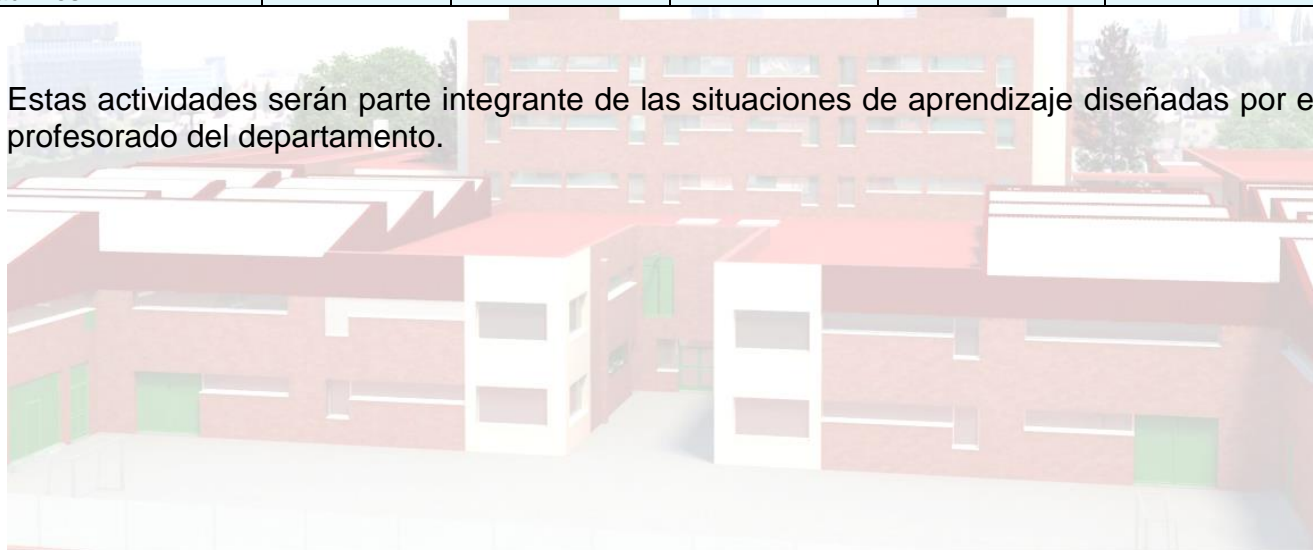 Estas actividades serán parte integrante de las situaciones de aprendizaje diseñadas por e
profesorado del departamento.